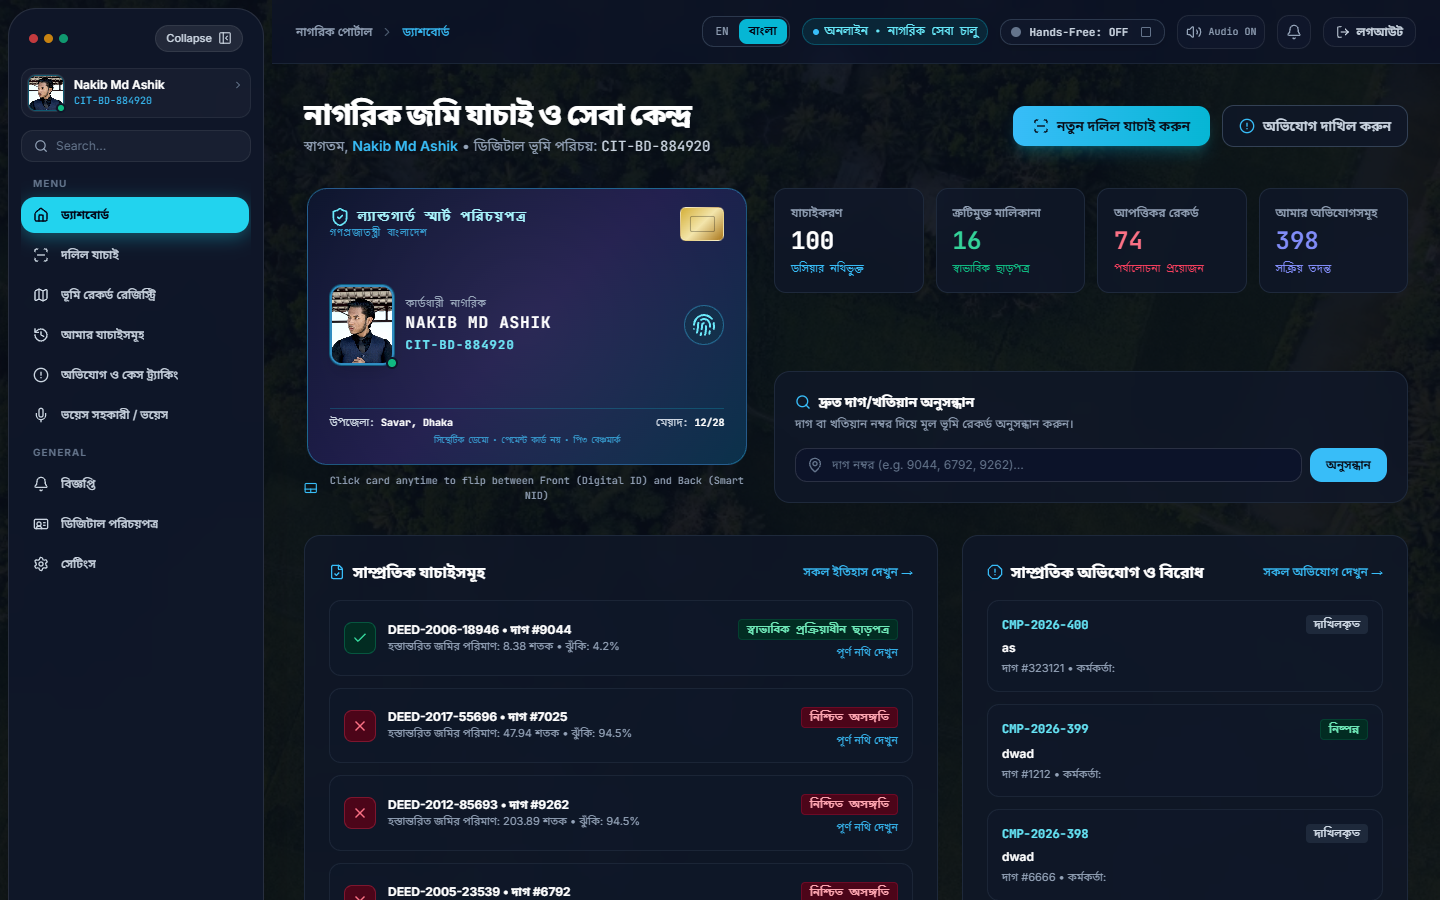 Collapse
Nakib Md Ashik
CIT-BD-884920
Search...
MENU
ড্যাশবোর্ড
দলিল যাচাই
ভূমি রেকর্ড রেজিস্ট্রি
আমার যাচাইসমূহ
অভিযোগ ও কেস ট্র্যাকিং
ভয়েস সহকারী / ভয়েস
GENERAL
বিজ্ঞপ্তি
ডিজিটাল পরিচয়পত্র
সেটিংস
নাগরিক পোর্টাল > ড্যাশবোর্ড
EN বাংলা
অনলাইন • নাগরিক সেবা চালু
Hands-Free: OFF
Audio ON
লগআউট
নাগরিক জমি যাচাই ও সেবা কেন্দ্র
স্বাগতম, Nakib Md Ashik • ডিজিটাল ভূমি পরিচয়: CIT-BD-884920
নতুন দলিল যাচাই করুন
অভিযোগ দাখিল করুন
ল্যান্ডগার্ড স্মার্ট পরিচয়পত্র
গণপ্রজাতন্ত্রী বাংলাদেশ
কার্ডধারী নাগরিক
NAKIB MD ASHIK
CIT-BD-884920
উপজেলা: Savar, Dhaka
মেয়াদ: 12/28
সিন্থেটিক ডেমো • পেমেন্ট কার্ড নয় • পিও বেঞ্চমার্ক
Click card anytime to flip between Front (Digital ID) and Back (Smart
NID)
যাচাইকরণ
100
ডসিয়ার নথিভুক্ত
ত্রুটিমুক্ত মালিকানা
16
স্বাভাবিক ছাড়পত্র
আপত্তিকর রেকর্ড
74
পর্যালোচনা প্রয়োজন
আমার অভিযোগসমূহ
398
সক্রিয় তদন্ত
দ্রুত দাগ/খতিয়ান অনুসন্ধান
দাগ বা খতিয়ান নম্বর দিয়ে মূল ভূমি রেকর্ড অনুসন্ধান করুন।
দাগ নম্বর (e.g. 9044, 6792, 9262)...
অনুসন্ধান
সাম্প্রতিক যাচাইসমূহ
সকল ইতিহাস দেখুন →
DEED-2006-18946 • দাগ #9044
হস্তান্তরিত জমির পরিমাণ: 8.38 শতক • ঝুঁকি: 4.2%
স্বাভাবিক প্রক্রিয়াধীন ছাড়পত্র
পূর্ণ নথি দেখুন
DEED-2017-55696 • দাগ #7025
হস্তান্তরিত জমির পরিমাণ: 47.94 শতক • ঝুঁকি: 94.5%
নিশ্চিত অসঙ্গতি
পূর্ণ নথি দেখুন
DEED-2012-85693 • দাগ #9262
হস্তান্তরিত জমির পরিমাণ: 203.89 শতক • ঝুঁকি: 94.5%
নিশ্চিত অসঙ্গতি
পূর্ণ নথি দেখুন
DEED-2005-23539 • দাগ #6792
নিশ্চিত অসঙ্গতি
সাম্প্রতিক অভিযোগ ও বিরোধ
সকল অভিযোগ দেখুন →
CMP-2026-400
দাখিলকৃত
as
দাগ #323121 • কর্মকর্তা:
CMP-2026-399
নিষ্পন্ন
dwad
দাগ #1212 • কর্মকর্তা:
CMP-2026-398
দাখিলকৃত
dwad
দাগ #6666 • কর্মকর্তা: